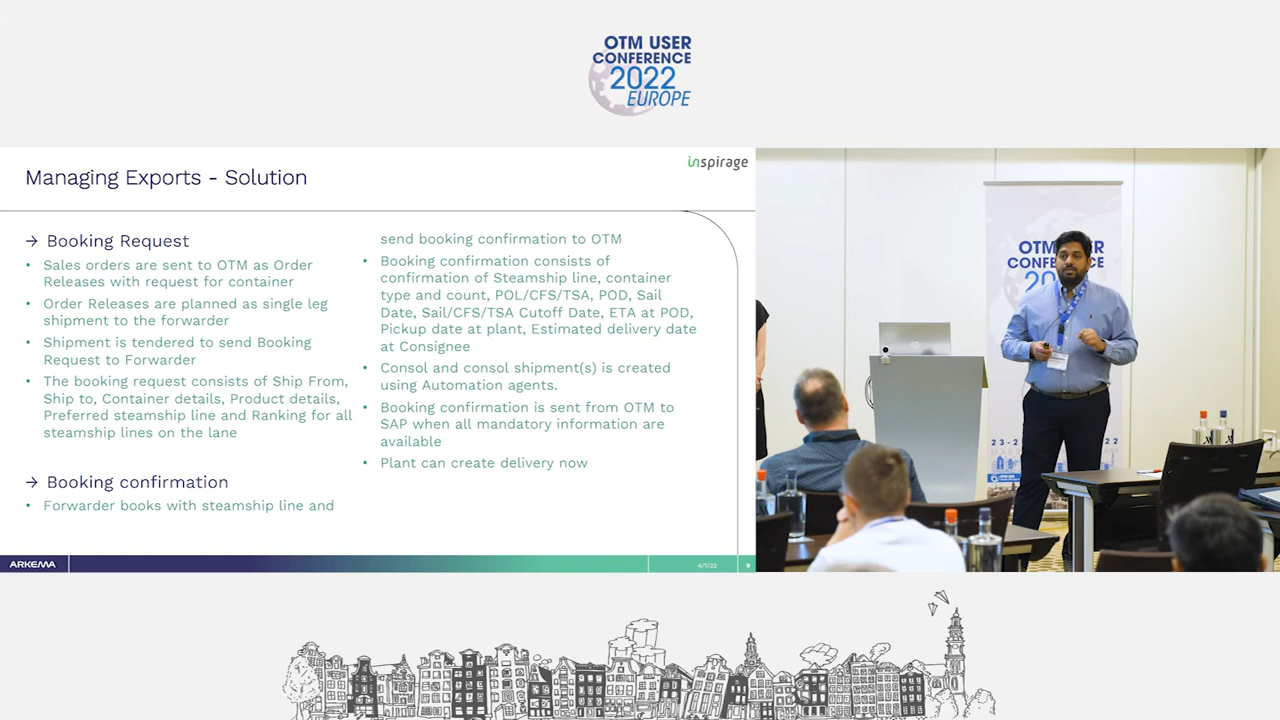 OTM USER
CONFERENCE
2022
EUROPE
inspirage
Managing Exports - Solution
→ Booking Request
• Sales orders are sent to OTM as Order
Releases with request for container
• Order Releases are planned as single leg
shipment to the forwarder
• Shipment is tendered to send Booking
Request to Forwarder
• The booking request consists of Ship From,
Ship to, Container details, Product details,
Preferred steamship line and Ranking for all
steamship lines on the lane
→ Booking confirmation
• Forwarder books with steamship line and
send booking confirmation to OTM
• Booking confirmation consists of
confirmation of Steamship line, container
type and count, POL/CFS/TSA, POD, Sail
Date, Sail/CFS/TSA Cutoff Date, ETA at POD,
Pickup date at plant, Estimated delivery date
at Consignee
• Consol and consol shipment(s) is created
using Automation agents.
• Booking confirmation is sent from OTM to
SAP when all mandatory information are
available
• Plant can create delivery now
ARKEMA
4/1/22
9
OTM USER